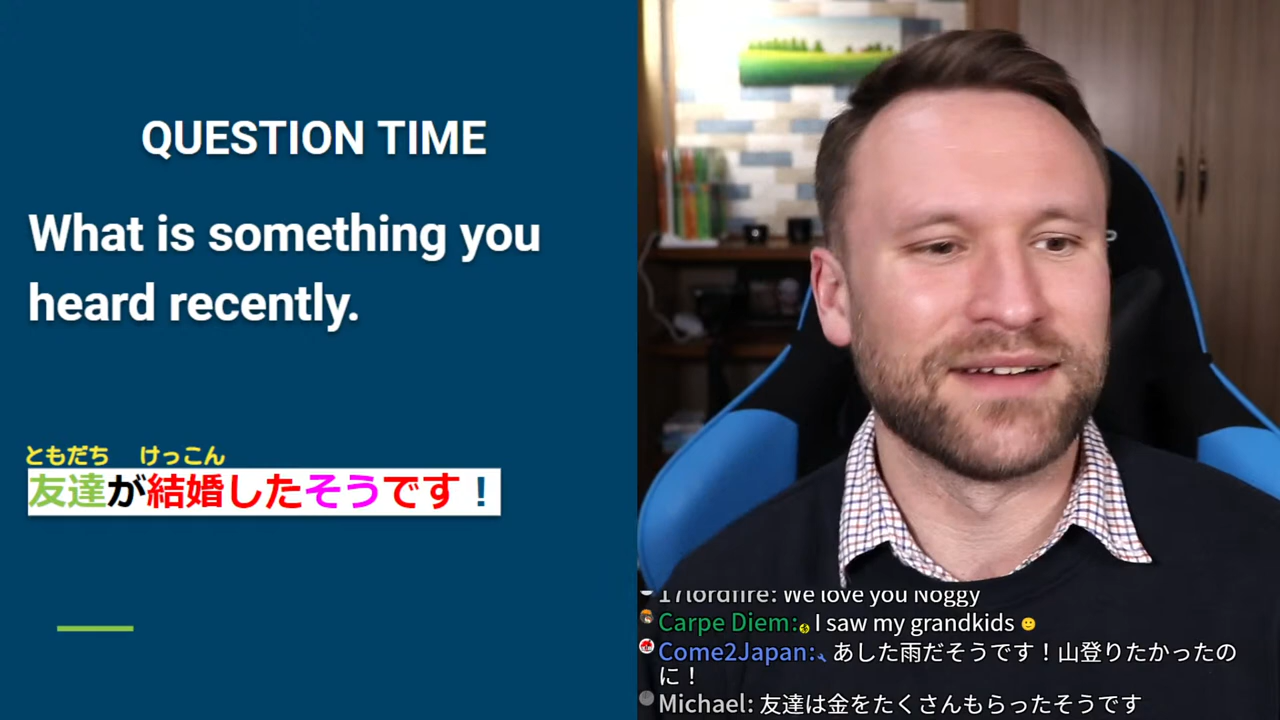 QUESTION TIME
What is something you
heard recently.
ともだち けっこん
友達が結婚したそうです！
17lordfire: We love you Noggy
Carpe Diem: I saw my grandkids 🙂
Come2Japan: あした雨だそうです！山登りたかったの
に！
Michael: 友達は金をたくさんもらったそうです